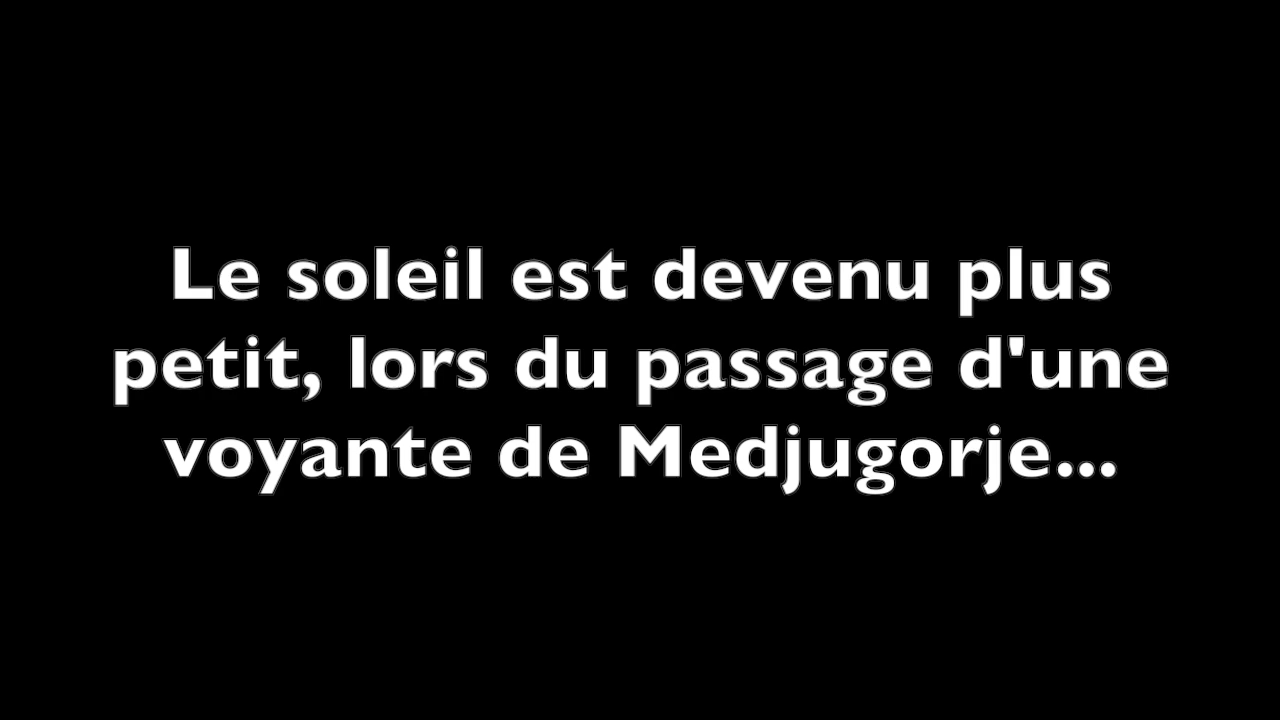 Le soleil est devenu plus
petit, lors du passage d'une
voyante de Medjugorje...